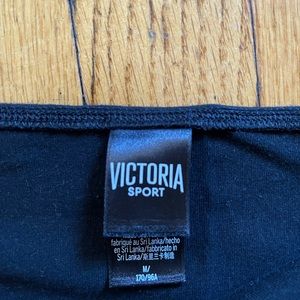 VICTORIA
SPORT
fabriqué au Sri Lanka/hecho
en Sri Lanka/fabbricato in
Sri Lanka/斯里兰卡制造
M/
170/96A